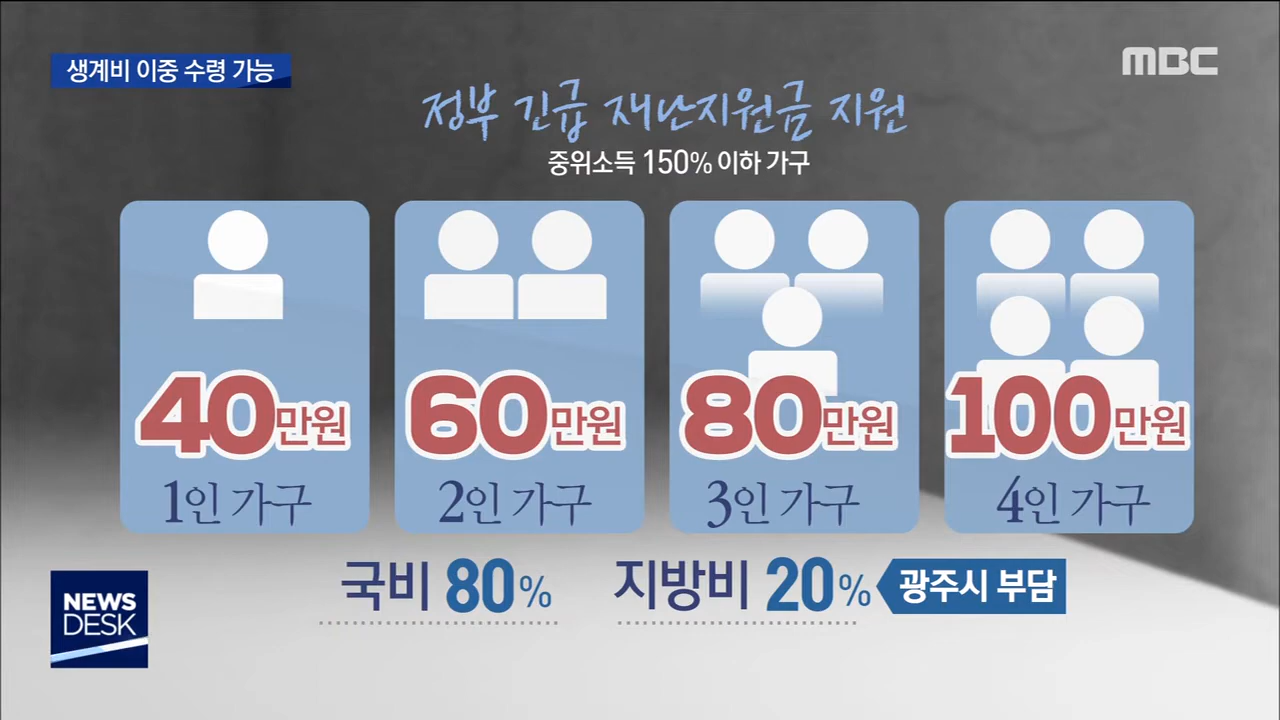 생계비 이중 수령 가능
MBC
정부 긴급 재난지원금 지원
중위소득 150% 이하 가구
40만원
60만원
80만원
100만원
1인 가구
2인 가구
3인 가구
4인 가구
국비 80%
지방비 20%
광주시 부담
NEWS
DESK